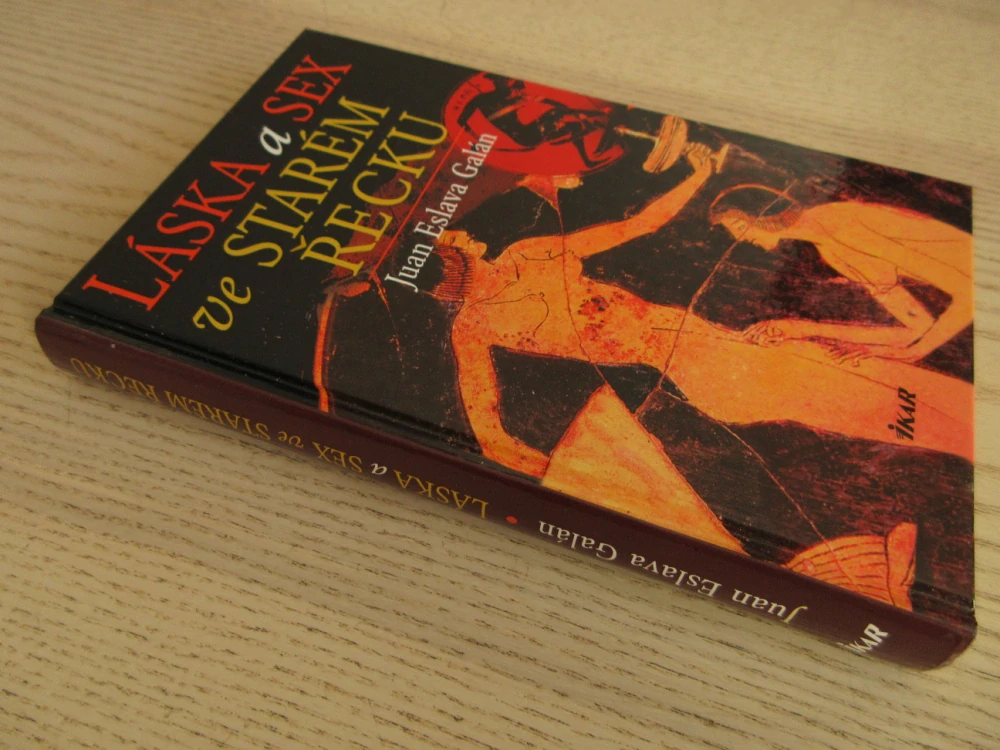 LÁSKA a SEX
ve STARÉM
ŘECKU
Juan Eslava Galán
IKAR
Juan Eslava Galán • LÁSKA a SEX ve STARÉM ŘECKU
IKAR